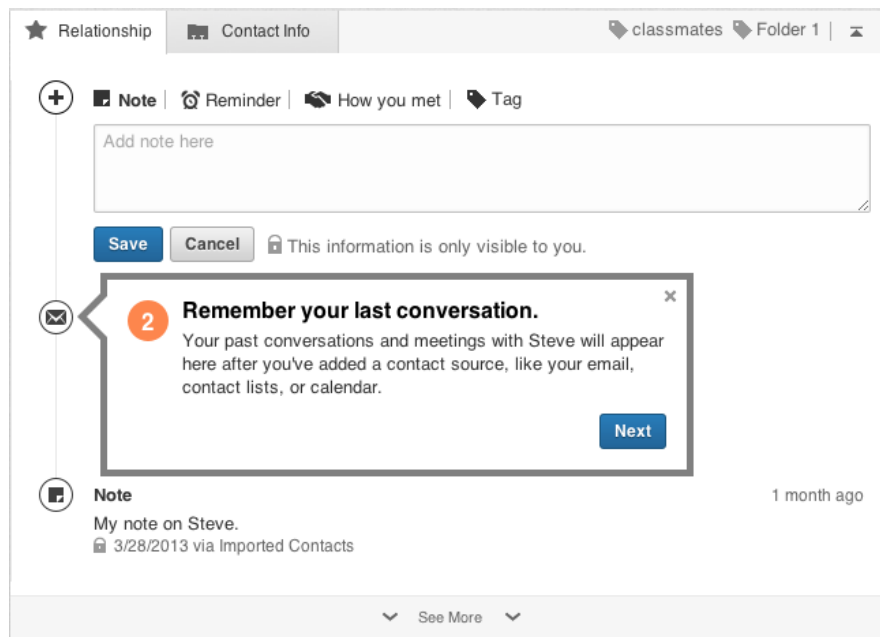 Relationship Contact Info classmates Folder 1
Note Reminder How you met Tag
Add note here
Save Cancel This information is only visible to you.
2 Remember your last conversation.
Your past conversations and meetings with Steve will appear
here after you've added a contact source, like your email,
contact lists, or calendar.
Next
Note 1 month ago
My note on Steve.
3/28/2013 via Imported Contacts
See More